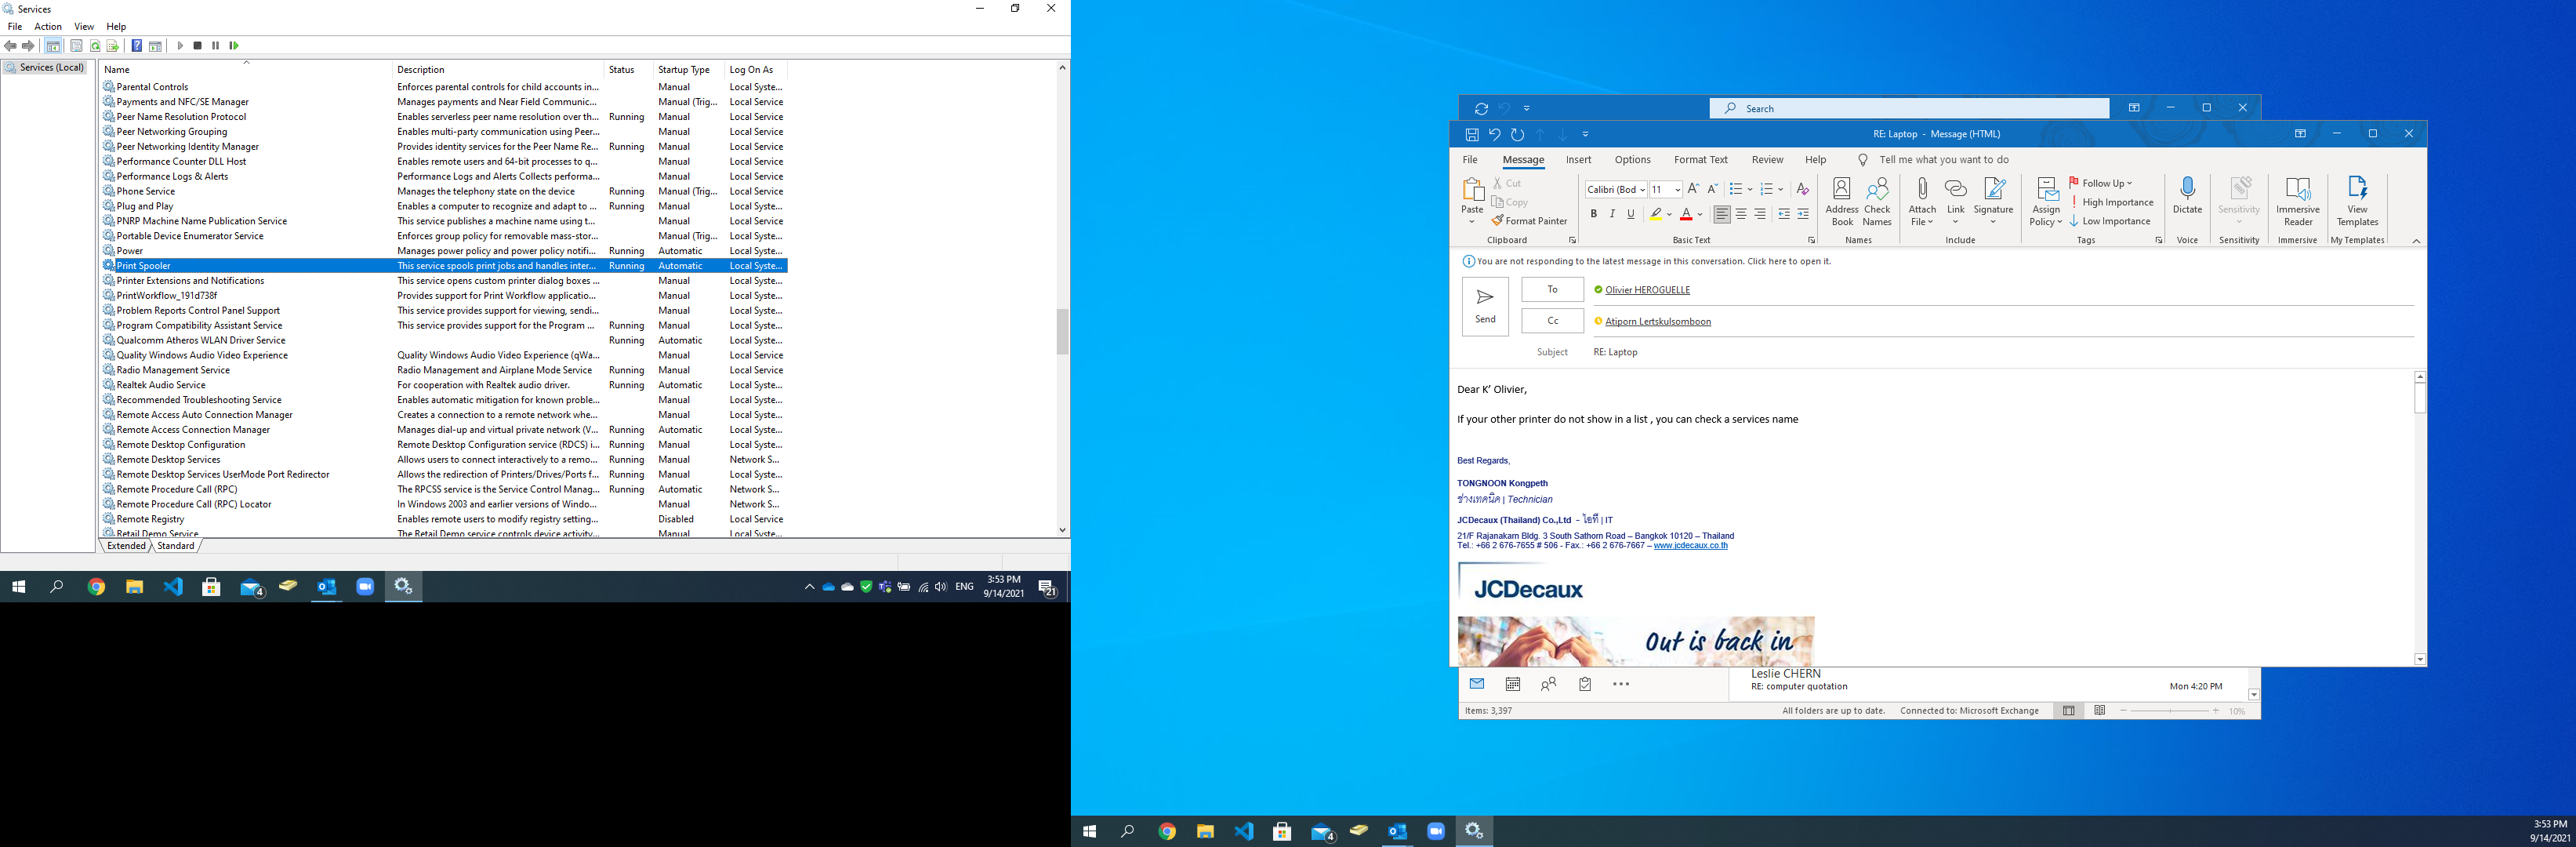 Services
File Action View Help
Services (Local)
Name Description Status Startup Type Log On As
Parental Controls Enforces parental controls for child accounts in... Manual Local Syste...
Payments and NFC/SE Manager Manages payments and Near Field Communic... Manual (Trig... Local Service
Peer Name Resolution Protocol Enables serverless peer name resolution over th... Running Manual Local Service
Peer Networking Grouping Enables multi-party communication using Peer... Manual Local Service
Peer Networking Identity Manager Provides identity services for the Peer Name Re... Running Manual Local Service
Performance Counter DLL Host Enables remote users and 64-bit processes to q... Manual Local Service
Performance Logs & Alerts Performance Logs and Alerts Collects performa... Manual Local Service
Phone Service Manages the telephony state on the device Running Manual (Trig... Local Service
Plug and Play Enables a computer to recognize and adapt to ... Running Manual Local Syste...
PNRP Machine Name Publication Service This service publishes a machine name using t... Manual Local Service
Portable Device Enumerator Service Enforces group policy for removable mass-stor... Manual (Trig... Local Syste...
Power Manages power policy and power policy notifi... Running Automatic Local Syste...
Print Spooler This service spools print jobs and handles inter... Running Automatic Local Syste...
Printer Extensions and Notifications This service opens custom printer dialog boxes ... Manual Local Syste...
PrintWorkflow_191d738f Provides support for Print Workflow applicatio... Manual Local Syste...
Problem Reports Control Panel Support This service provides support for viewing, sendi... Manual Local Syste...
Program Compatibility Assistant Service This service provides support for the Program ... Running Manual Local Syste...
Qualcomm Atheros WLAN Driver Service Running Automatic Local Syste...
Quality Windows Audio Video Experience Quality Windows Audio Video Experience (qWa... Manual Local Service
Radio Management Service Radio Management and Airplane Mode Service Running Manual Local Service
Realtek Audio Service For cooperation with Realtek audio driver. Running Automatic Local Syste...
Recommended Troubleshooting Service Enables automatic mitigation for known proble... Manual Local Syste...
Remote Access Auto Connection Manager Creates a connection to a remote network whe... Manual Local Syste...
Remote Access Connection Manager Manages dial-up and virtual private network (V... Running Automatic Local Syste...
Remote Desktop Configuration Remote Desktop Configuration service (RDCS) i... Running Manual Local Syste...
Remote Desktop Services Allows users to connect interactively to a remo... Running Manual Network S...
Remote Desktop Services UserMode Port Redirector Allows the redirection of Printers/Drives/Ports f... Running Manual Local Syste...
Remote Procedure Call (RPC) The RPCSS service is the Service Control Manag... Running Automatic Network S...
Remote Procedure Call (RPC) Locator In Windows 2003 and earlier versions of Windo... Manual Network S...
Remote Registry Enables remote users to modify registry setting... Disabled Local Service
Retail Demo Service The Retail Demo service controls device activity... Manual Local Syste...
Extended Standard
4
ENG 3:53 PM
9/14/2021 21
Search
RE: Laptop - Message (HTML)
File Message Insert Options Format Text Review Help Tell me what you want to do
Paste Cut
Copy
Format Painter
Clipboard
Calibri (Bod 11
B I U
Basic Text
Address Book Check Names
Names
Attach File Link Signature
Include
Assign Policy Follow Up
High Importance
Low Importance
Tags
Dictate
Voice
Sensitivity
Sensitivity
Immersive Reader
Immersive
View Templates
My Templates
You are not responding to the latest message in this conversation. Click here to open it.
Send
To Olivier HEROGUELLE
Cc Atiporn Lertskulsomboon
Subject RE: Laptop
Dear K' Olivier,
If your other printer do not show in a list , you can check a services name
Best Regards,
TONGNOON Kongpeth
ช่างเทคนิค | Technician
JCDecaux (Thailand) Co.,Ltd - ไอที | IT
21/F Rajanakarn Bldg. 3 South Sathorn Road – Bangkok 10120 – Thailand
Tel.: +66 2 676-7655 # 506 - Fax.: +66 2 676-7667 – www.jcdecaux.co.th
JCDecaux
Out is back in
Leslie CHERN
RE: computer quotation Mon 4:20 PM
Items: 3,397 All folders are up to date. Connected to: Microsoft Exchange 10%
4
3:53 PM
9/14/2021